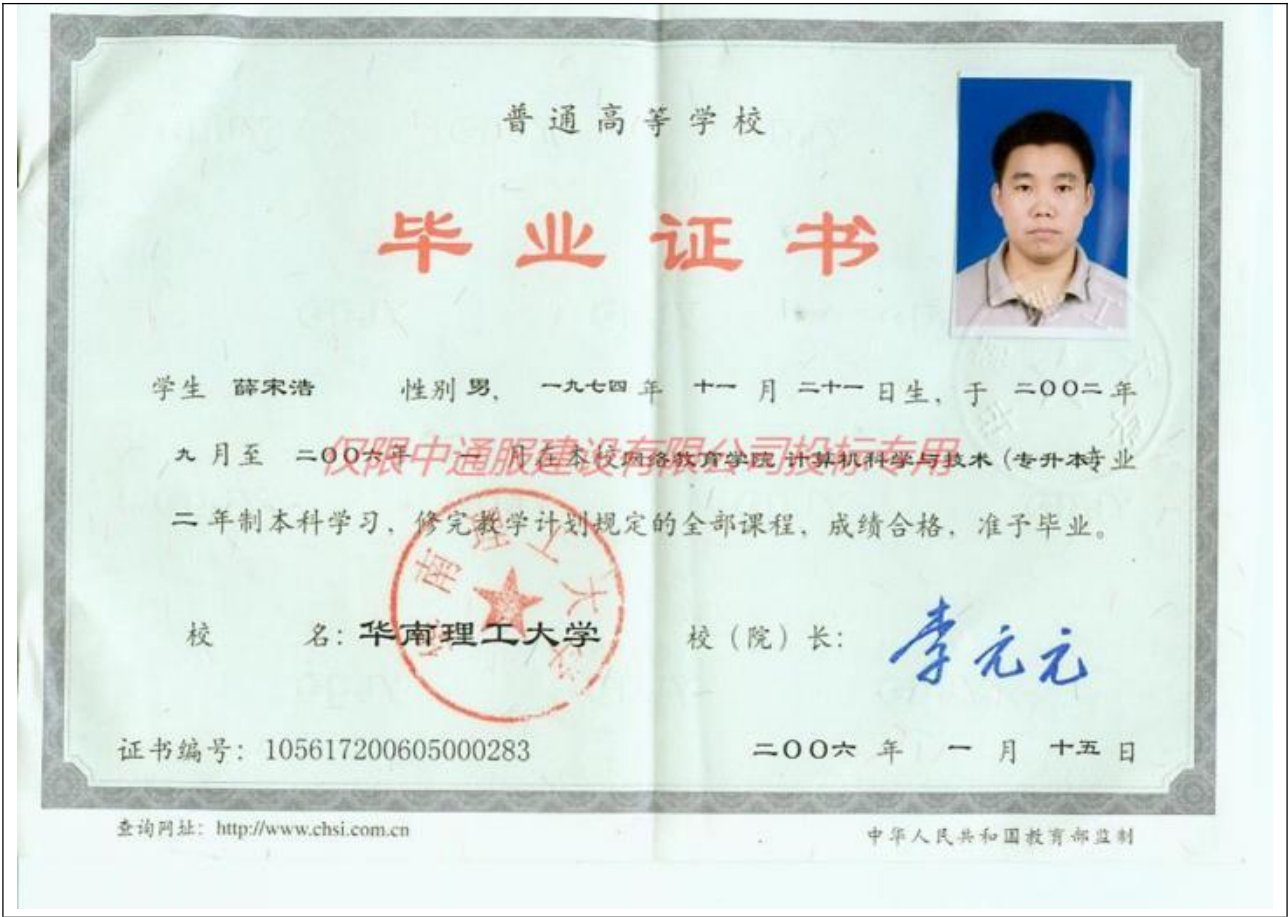 普通高等学校
毕业证书
学生 薛宋浩 性别 男， 一九七四 年 十一 月 二十一 日生，于 二〇〇二 年
九 月至 二〇〇六年 一 月在本校网络教育学院 计算机科学与技术（专升本）专业
仅限中通服建设有限公司投标专用
二 年制本科学习，修完教学计划规定的全部课程，成绩合格，准予毕业。
华南理工大学
校 名：华南理工大学 校（院）长：李元元
证书编号：105617200605000283 二〇〇六 年 一 月 十五 日
查询网址：http://www.chsi.com.cn 中华人民共和国教育部监制